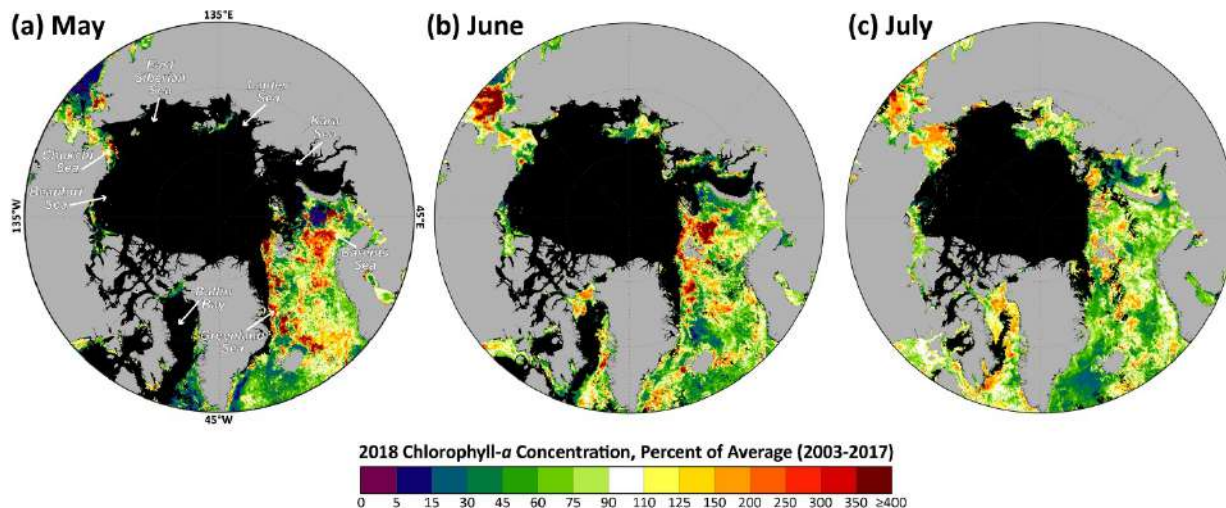 (a) May
135°E
(b) June
(c) July
East
Siberian
Sea
Laptev
Sea
Kara
Sea
Chukchi
Sea
Beaufort
Sea
135°W
45°E
Barents
Sea
Baffin
Bay
Greenland
Sea
45°W
2018 Chlorophyll-a Concentration, Percent of Average (2003-2017)
0 5 15 30 45 60 75 90 110 125 150 200 250 300 350 ≥400